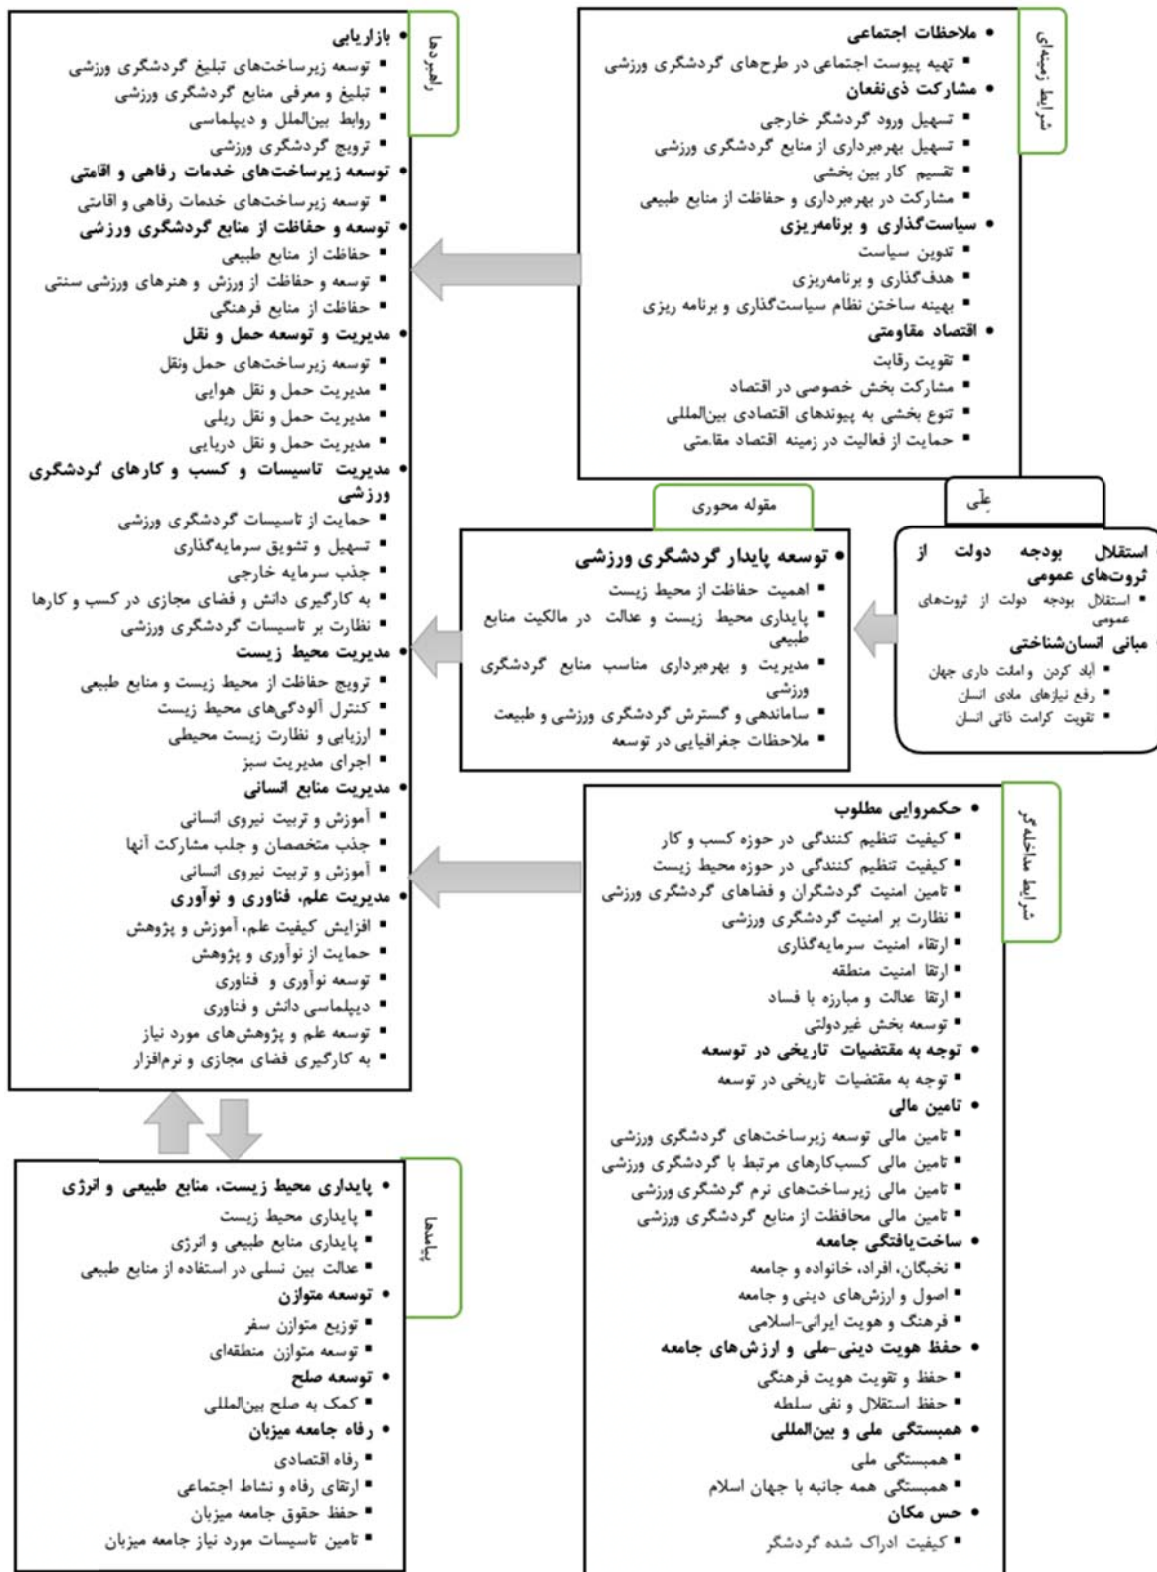 شرایط زمینه‌ای
• ملاحظات اجتماعی
▪ تهیه پیوست اجتماعی در طرح‌های گردشگری ورزشی
• مشارکت ذی‌نفعان
▪ تسهیل ورود گردشگر خارجی
▪ تسهیل بهره‌برداری از منابع گردشگری ورزشی
▪ تقسیم کار بین بخشی
▪ مشارکت در بهره‌برداری و حفاظت از منابع طبیعی
• سیاست‌گذاری و برنامه‌ریزی
▪ تدوین سیاست
▪ هدف‌گذاری و برنامه‌ریزی
▪ بهینه ساختن نظام سیاست‌گذاری و برنامه ریزی
• اقتصاد مقاومتی
▪ تقویت رقابت
▪ مشارکت بخش خصوصی در اقتصاد
▪ تنوع بخشی به پیوندهای اقتصادی بین‌المللی
▪ حمایت از فعالیت در زمینه اقتصاد مقامتی
علّی
• استقلال بودجه دولت از
ثروت‌های عمومی
▪ استقلال بودجه دولت از ثروت‌های
عمومی
• مبانی انسان‌شناختی
▪ آباد کردن و امانت داری جهان
▪ رفع نیازهای مادی انسان
▪ تقویت کرامت ذاتی انسان
مقوله محوری
• توسعه پایدار گردشگری ورزشی
▪ اهمیت حفاظت از محیط زیست
▪ پایداری محیط زیست و عدالت در مالکیت منابع
طبیعی
▪ مدیریت و بهره‌برداری مناسب منابع گردشگری
ورزشی
▪ ساماندهی و گسترش گردشگری ورزشی و طبیعت
▪ ملاحظات جغرافیایی در توسعه
شرایط مداخله‌گر
• حکمروایی مطلوب
▪ کیفیت تنظیم کنندگی در حوزه کسب و کار
▪ کیفیت تنظیم کنندگی در حوزه محیط زیست
▪ تامین امنیت گردشگران و فضاهای گردشگری ورزشی
▪ نظارت بر امنیت گردشگری ورزشی
▪ ارتقاء امنیت سرمایه‌گذاری
▪ ارتقا امنیت منطقه
▪ ارتقا عدالت و مبارزه با فساد
▪ توسعه بخش غیردولتی
• توجه به مقتضیات تاریخی در توسعه
▪ توجه به مقتضیات تاریخی در توسعه
• تامین مالی
▪ تامین مالی توسعه زیرساخت‌های گردشگری ورزشی
▪ تامین مالی کسب‌کارهای مرتبط با گردشگری ورزشی
▪ تامین مالی زیرساخت‌های نرم گردشگری ورزشی
▪ تامین مالی محافظت از منابع گردشگری ورزشی
• ساخت‌یافتگی جامعه
▪ نخبگان، افراد، خانواده و جامعه
▪ اصول و ارزش‌های دینی و جامعه
▪ فرهنگ و هویت ایرانی-اسلامی
• حفظ هویت دینی-ملی و ارزش‌های جامعه
▪ حفظ و تقویت هویت فرهنگی
▪ حفظ استقلال و نفی سلطه
• همبستگی ملی و بین‌المللی
▪ همبستگی ملی
▪ همبستگی همه جانبه با جهان اسلام
• حس مکان
▪ کیفیت ادراک شده گردشگر
راهبردها
• بازاریابی
▪ توسعه زیرساخت‌های تبلیغ گردشگری ورزشی
▪ تبلیغ و معرفی منابع گردشگری ورزشی
▪ روابط بین‌الملل و دیپلماسی
▪ ترویج گردشگری ورزشی
• توسعه زیرساخت‌های خدمات رفاهی و اقامتی
▪ توسعه زیرساخت‌های خدمات رفاهی و اقامتی
• توسعه و حفاظت از منابع گردشگری ورزشی
▪ حفاظت از منابع طبیعی
▪ توسعه و حفاظت از ورزش و هنرهای ورزشی سنتی
▪ حفاظت از منابع فرهنگی
• مدیریت و توسعه حمل و نقل
▪ توسعه زیرساخت‌های حمل ونقل
▪ مدیریت حمل و نقل هوایی
▪ مدیریت حمل و نقل ریلی
▪ مدیریت حمل و نقل دریایی
• مدیریت تاسیسات و کسب و کارهای گردشگری
ورزشی
▪ حمایت از تاسیسات گردشگری ورزشی
▪ تسهیل و تشویق سرمایه‌گذاری
▪ جذب سرمایه خارجی
▪ به کارگیری دانش و فضای مجازی در کسب و کارها
▪ نظارت بر تاسیسات گردشگری ورزشی
• مدیریت محیط زیست
▪ ترویج حفاظت از محیط زیست و منابع طبیعی
▪ کنترل آلودگی‌های محیط زیست
▪ ارزیابی و نظارت زیست محیطی
▪ اجرای مدیریت سبز
• مدیریت منابع انسانی
▪ آموزش و تربیت نیروی انسانی
▪ جذب متخصصان و جلب مشارکت آنها
▪ آموزش و تربیت نیروی انسانی
• مدیریت علم، فناوری و نوآوری
▪ افزایش کیفیت علم، آموزش و پژوهش
▪ حمایت از نوآوری و پژوهش
▪ توسعه نوآوری و فناوری
▪ دیپلماسی دانش و فناوری
▪ توسعه علم و پژوهش‌های مورد نیاز
▪ به کارگیری فضای مجازی و نرم‌افزار
پیامدها
• پایداری محیط زیست، منابع طبیعی و انرژی
▪ پایداری محیط زیست
▪ پایداری منابع طبیعی و انرژی
▪ عدالت بین نسلی در استفاده از منابع طبیعی
• توسعه متوازن
▪ توزیع متوازن سفر
▪ توسعه متوازن منطقه‌ای
• توسعه صلح
▪ کمک به صلح بین‌المللی
• رفاه جامعه میزبان
▪ رفاه اقتصادی
▪ ارتقای رفاه و نشاط اجتماعی
▪ حفظ حقوق جامعه میزبان
▪ تامین تاسیسات مورد نیاز جامعه میزبان